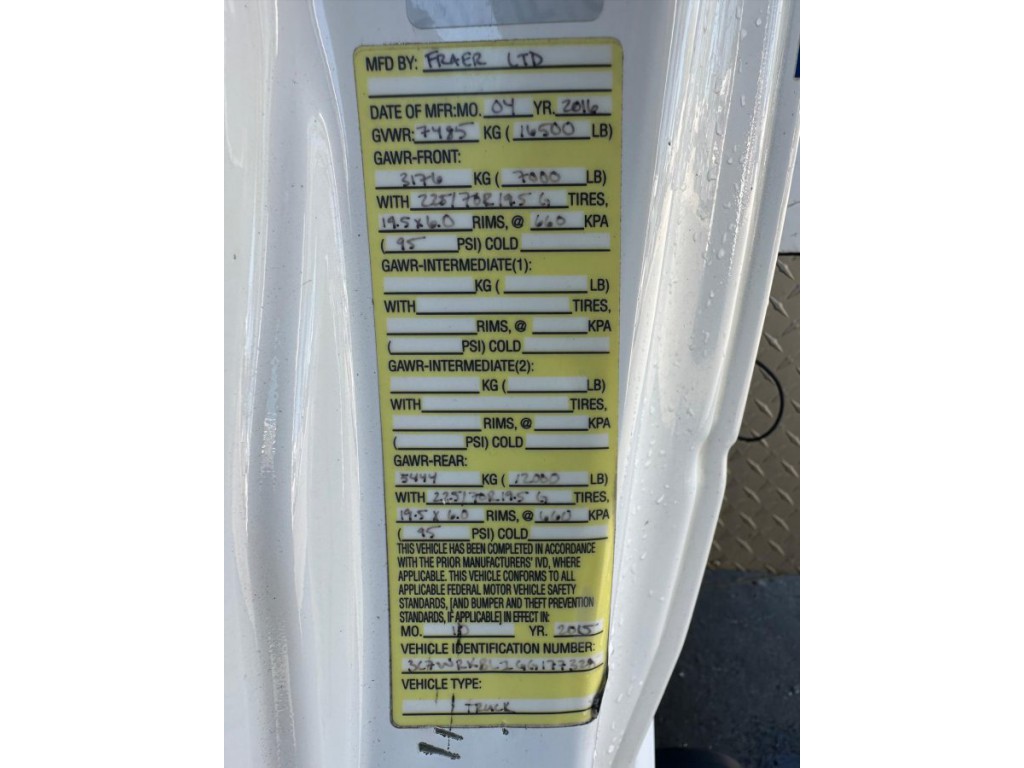 MFD BY: FRAER LTD
DATE OF MFR:MO. 04 YR. 2016
GVWR: 7485 KG ( 16500 LB)
GAWR-FRONT:
3176 KG ( 7000 LB)
WITH 225/70R19.5 G TIRES,
19.5 x 6.0 RIMS, @ 660 KPA
( 95 PSI) COLD
GAWR-INTERMEDIATE(1):
KG ( LB)
WITH TIRES,
RIMS, @ KPA
( PSI) COLD
GAWR-INTERMEDIATE(2):
KG ( LB)
WITH TIRES,
RIMS, @ KPA
( PSI) COLD
GAWR-REAR:
5444 KG ( 12000 LB)
WITH 225/70R19.5 G TIRES,
19.5 x 6.0 RIMS, @ 660 KPA
( 95 PSI) COLD
THIS VEHICLE HAS BEEN COMPLETED IN ACCORDANCE
WITH THE PRIOR MANUFACTURERS' IVD, WHERE
APPLICABLE. THIS VEHICLE CONFORMS TO ALL
APPLICABLE FEDERAL MOTOR VEHICLE SAFETY
STANDARDS, [AND BUMPER AND THEFT PREVENTION
STANDARDS, IF APPLICABLE] IN EFFECT IN:
MO. 10 YR. 2015
VEHICLE IDENTIFICATION NUMBER:
VEHICLE TYPE:
TRUCK